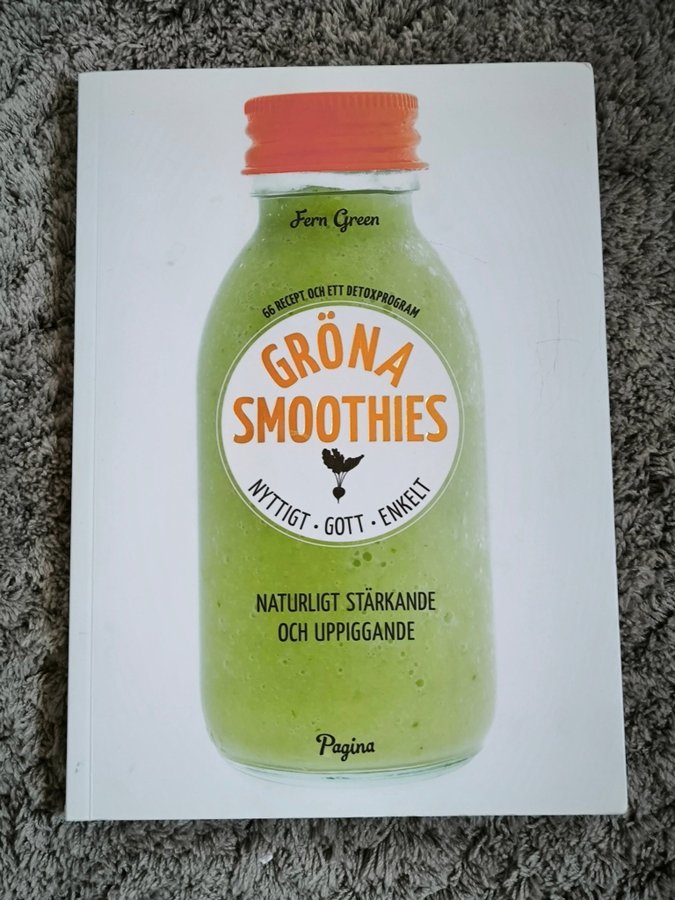 Fern Green
66 RECEPT OCH ETT DETOXPROGRAM
GRÖNA
SMOOTHIES
NYTTIGT · GOTT · ENKELT
NATURLIGT STÄRKANDE
OCH UPPIGGANDE
Pagina